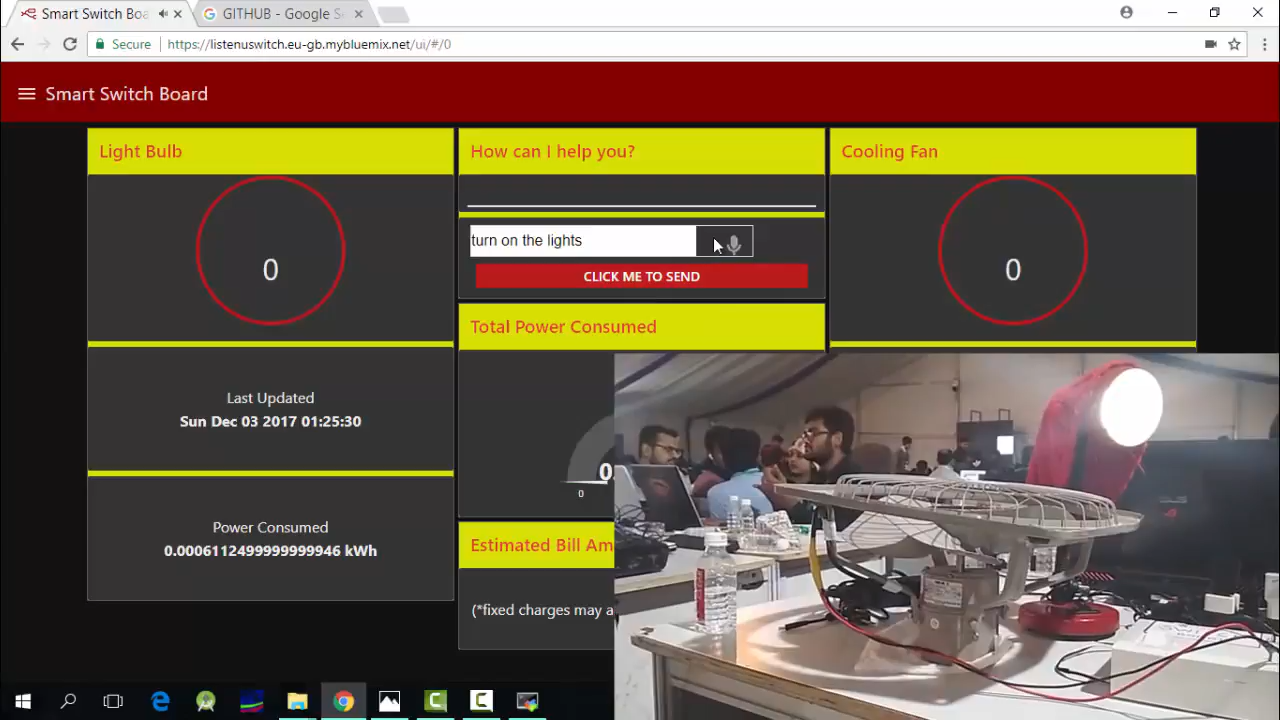 Smart Switch Boa
GITHUB - Google S
Secure
https://listenuswitch.eu-gb.mybluemix.net/ui/#/0
Smart Switch Board
Light Bulb
0
Last Updated
Sun Dec 03 2017 01:25:30
Power Consumed
0.0006112499999999946 kWh
How can I help you?
turn on the lights
CLICK ME TO SEND
Total Power Consumed
0
0
Estimated Bill Am
(*fixed charges may a
Cooling Fan
0